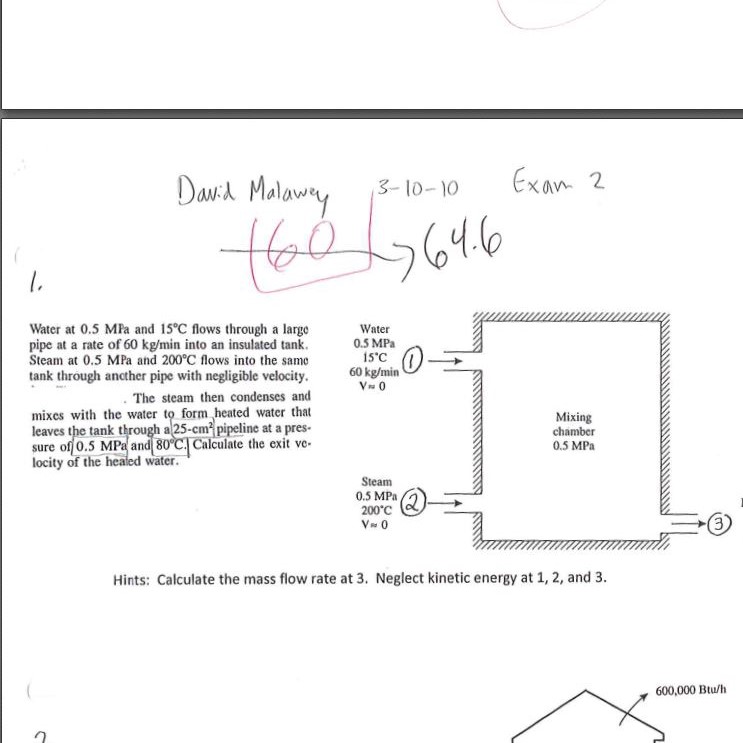 David Malawey 3-10-10 Exam 2
60 → 64.6
1.
Water at 0.5 MPa and 15°C flows through a large
pipe at a rate of 60 kg/min into an insulated tank.
Steam at 0.5 MPa and 200°C flows into the same
tank through another pipe with negligible velocity.
. The steam then condenses and
mixes with the water to form heated water that
leaves the tank through a 25-cm² pipeline at a pres-
sure of 0.5 MPa and 80°C. Calculate the exit ve-
locity of the heated water.
Water
0.5 MPa
15°C
60 kg/min
V≈ 0
1
Steam
0.5 MPa
200°C
V≈ 0
2
Mixing
chamber
0.5 MPa
3
Hints: Calculate the mass flow rate at 3. Neglect kinetic energy at 1, 2, and 3.
600,000 Btu/h